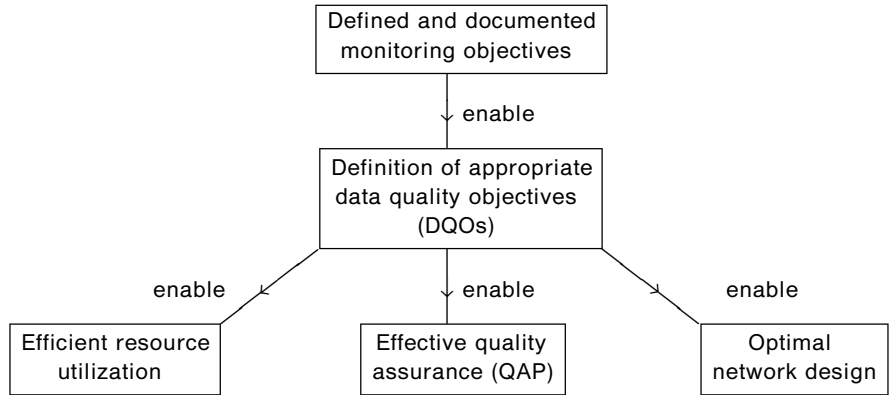 Defined and documented
monitoring objectives
enable
Definition of appropriate
data quality objectives
(DQOs)
enable
enable
enable
Efficient resource
utilization
Effective quality
assurance (QAP)
Optimal
network design